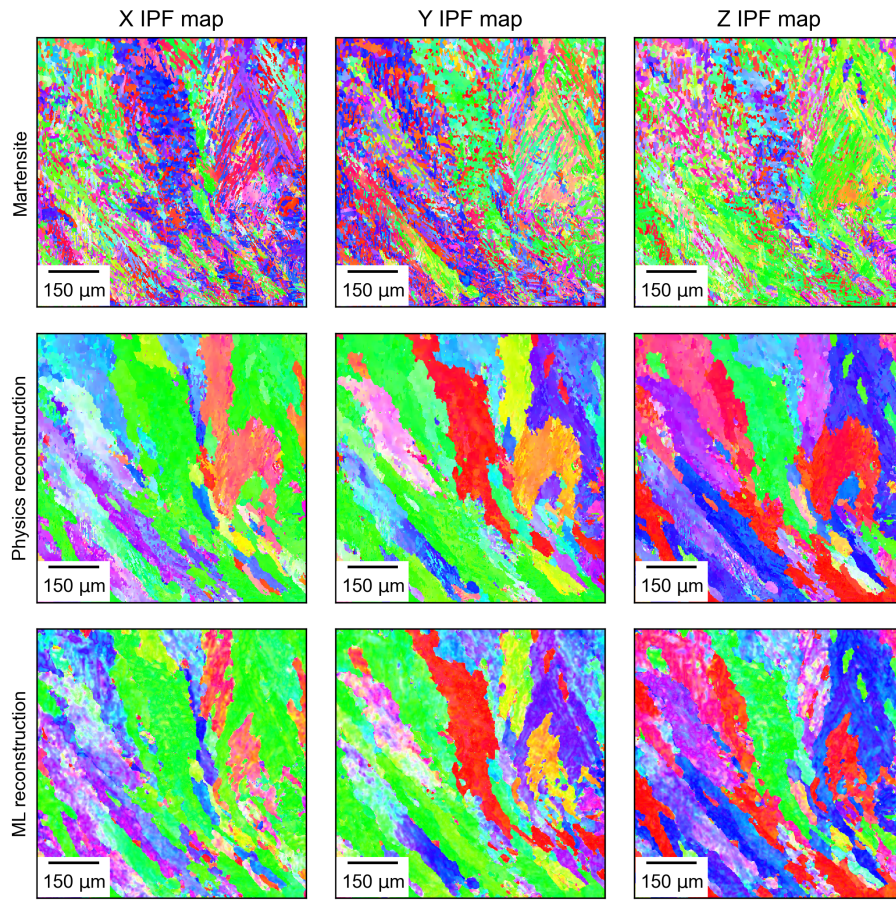 X IPF map
Y IPF map
Z IPF map
Martensite
150 µm
150 µm
150 µm
Physics reconstruction
150 µm
150 µm
150 µm
ML reconstruction
150 µm
150 µm
150 µm